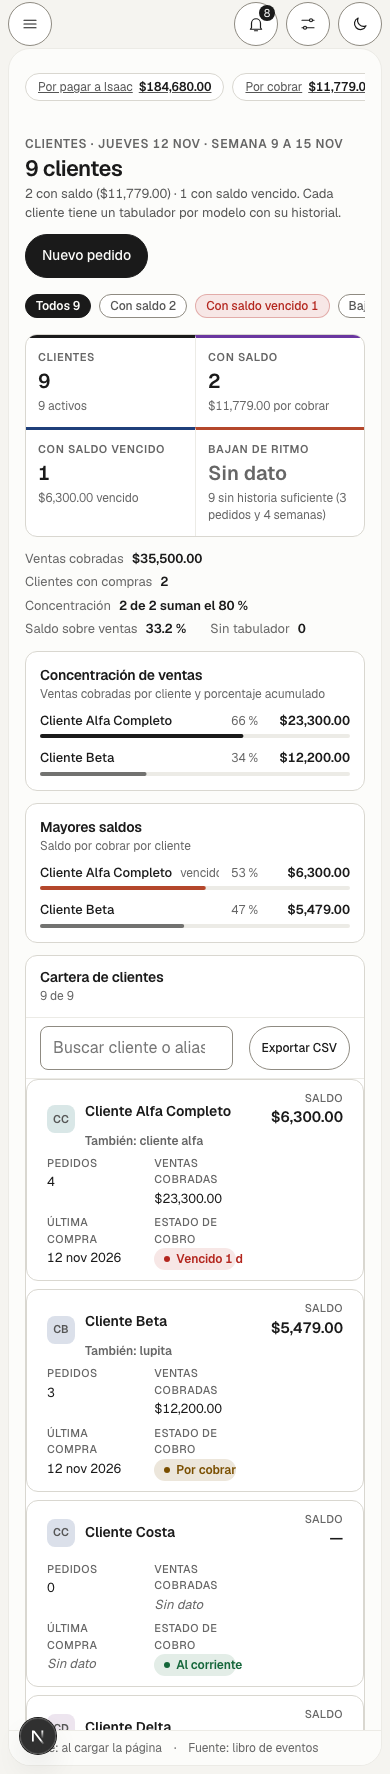 8
Por pagar a Isaac $184,680.00
Por cobrar $11,779.0
CLIENTES · JUEVES 12 NOV · SEMANA 9 A 15 NOV
9 clientes
2 con saldo ($11,779.00) · 1 con saldo vencido. Cada
cliente tiene un tabulador por modelo con su historial.
Nuevo pedido
Todos 9
Con saldo 2
Con saldo vencido 1
Baj
CLIENTES
9
9 activos
CON SALDO
2
$11,779.00 por cobrar
CON SALDO VENCIDO
1
$6,300.00 vencido
BAJAN DE RITMO
Sin dato
9 sin historia suficiente (3
pedidos y 4 semanas)
Ventas cobradas $35,500.00
Clientes con compras 2
Concentración 2 de 2 suman el 80 %
Saldo sobre ventas 33.2 % Sin tabulador 0
Concentración de ventas
Ventas cobradas por cliente y porcentaje acumulado
Cliente Alfa Completo 66 % $23,300.00
Cliente Beta 34 % $12,200.00
Mayores saldos
Saldo por cobrar por cliente
Cliente Alfa Completo vencido 53 % $6,300.00
Cliente Beta 47 % $5,479.00
Cartera de clientes
9 de 9
Buscar cliente o alias
Exportar CSV
CC
Cliente Alfa Completo
También: cliente alfa
SALDO
$6,300.00
PEDIDOS
4
VENTAS
COBRADAS
$23,300.00
ÚLTIMA
COMPRA
12 nov 2026
ESTADO DE
COBRO
Vencido 1 d
CB
Cliente Beta
También: lupita
SALDO
$5,479.00
PEDIDOS
3
VENTAS
COBRADAS
$12,200.00
ÚLTIMA
COMPRA
12 nov 2026
ESTADO DE
COBRO
Por cobrar
CC
Cliente Costa
SALDO
—
PEDIDOS
0
VENTAS
COBRADAS
Sin dato
ÚLTIMA
COMPRA
Sin dato
ESTADO DE
COBRO
Al corriente
CD
Cliente Delta
SALDO
N
al cargar la página · Fuente: libro de eventos